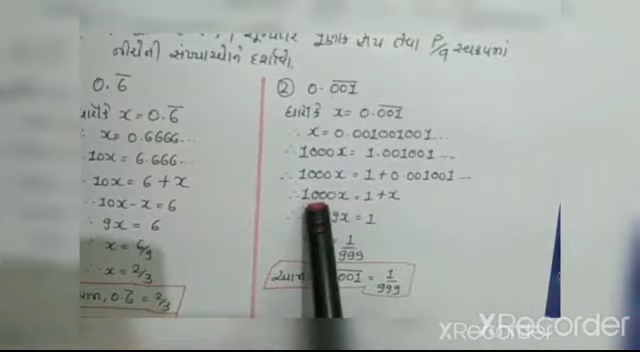 નીચેની સંખ્યાઓને દર્શાવો.
0.6̅
x = 0.6̅
x = 0.6666...
10x = 6.666...
10x = 6 + x
∴ 10x - x = 6
∴ 9x = 6
∴ x = 6/9
∴ x = 2/3
0.6̅ = 2/3
② 0.0̅0̅1̅
ધારોકે x = 0.0̅0̅1̅
∴ x = 0.001001001...
∴ 1000x = 1.001001...
∴ 1000x = 1 + 0.001001...
∴ 1000x = 1 + x
9x = 1
1/999
= 1/999
XRecorder
XRecorder